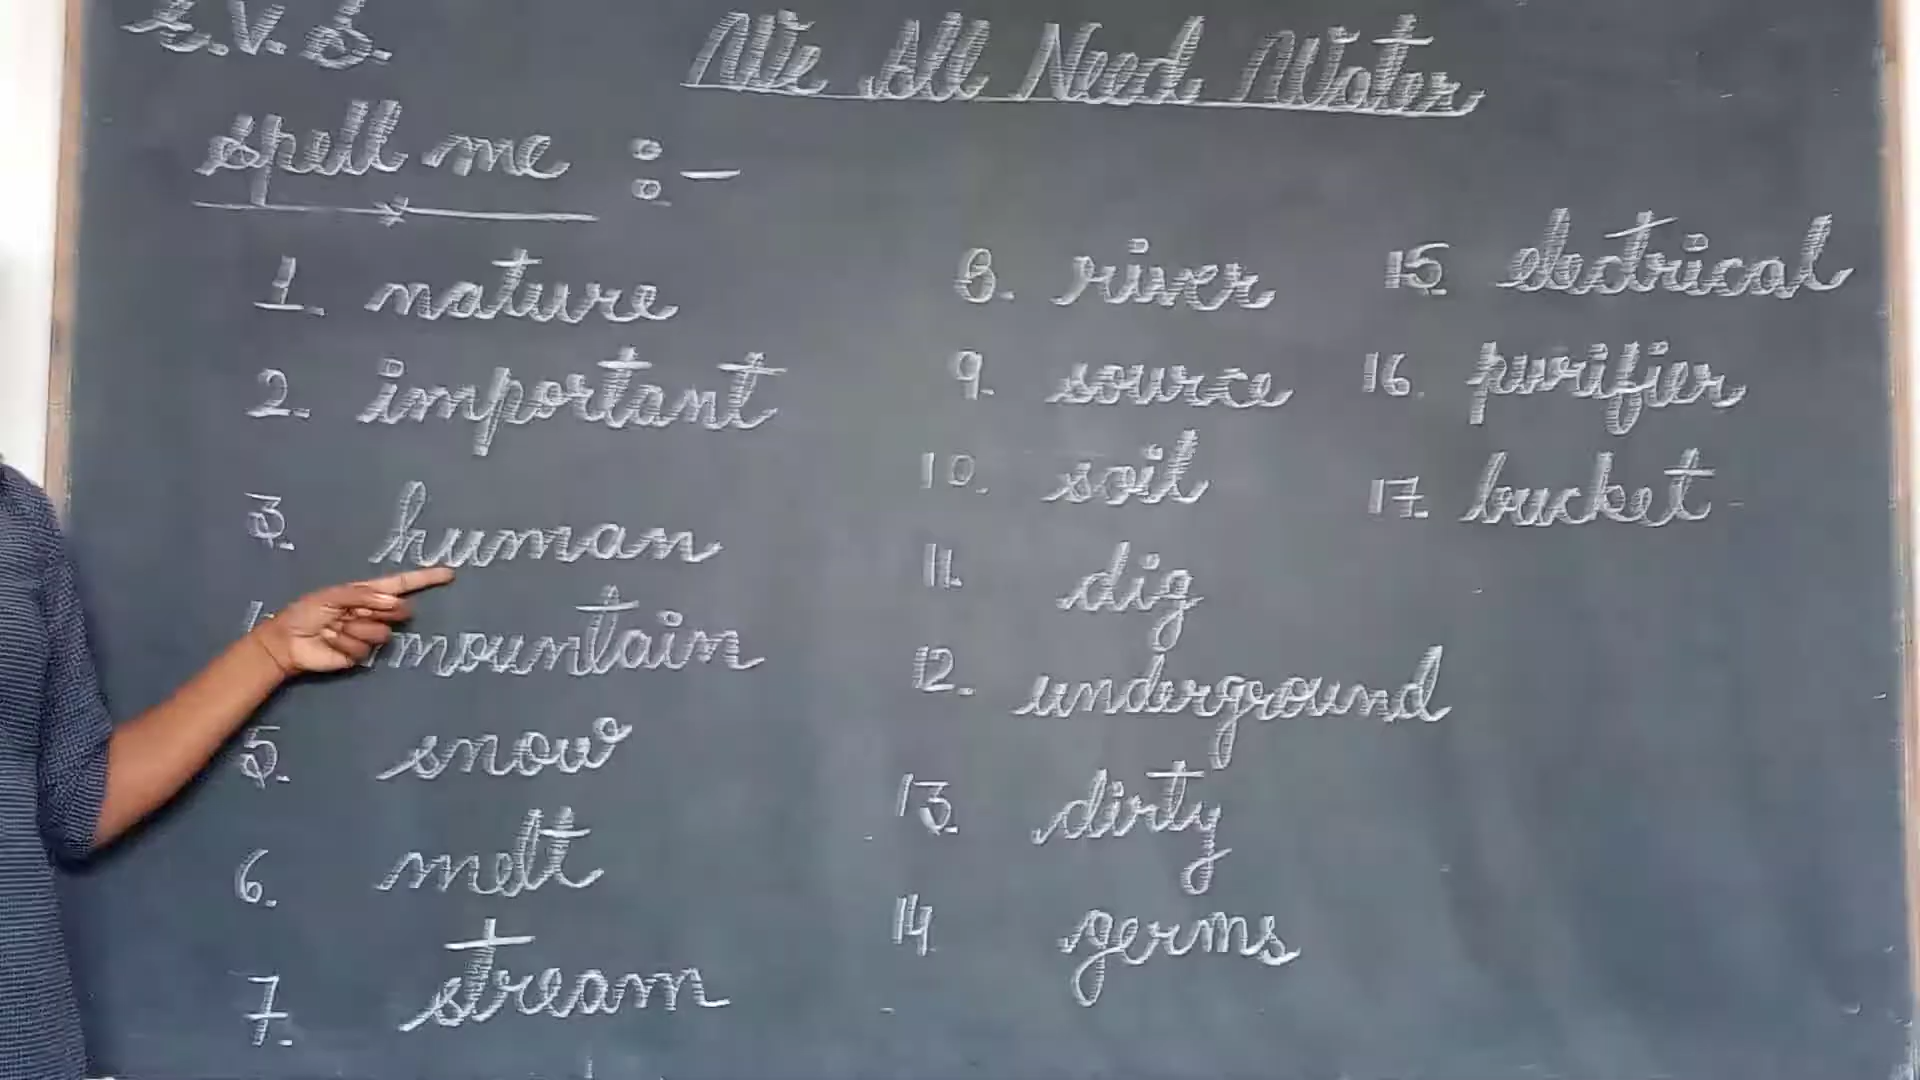 E.V.S.
We All Need Water
spell me :-
1. nature
2. important
3. human
mountain
5. snow
6. melt
7. stream
8. river
9. source
10. soil
11. dig
12. underground
13. dirty
14 germs
15. electrical
16. purifier
17. bucket